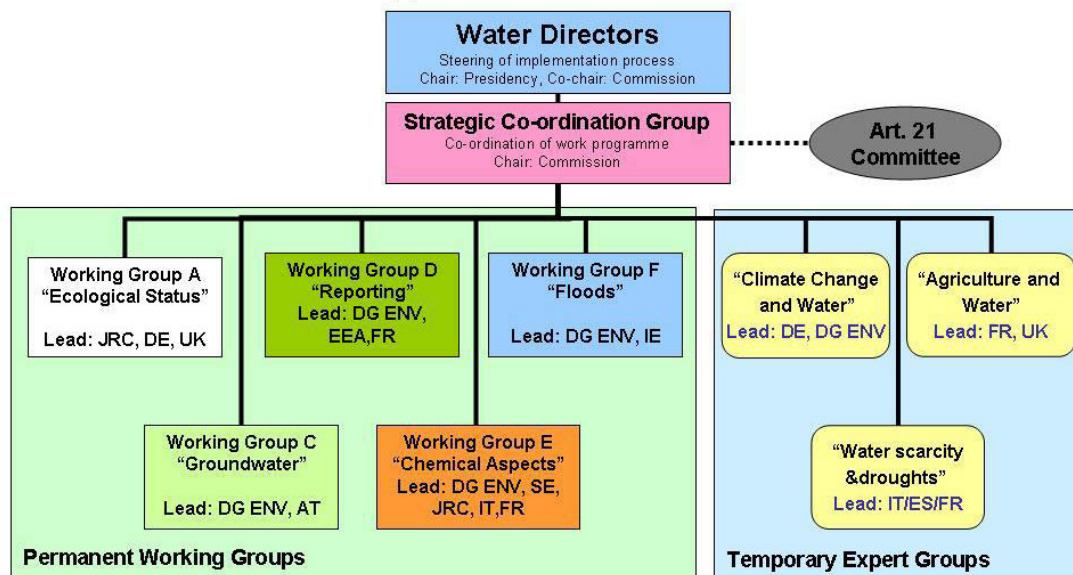 Water Directors
Steering of implementation process
Chair: Presidency, Co-chair: Commission
Strategic Co-ordination Group
Co-ordination of work programme
Chair: Commission
Art. 21
Committee
Working Group A
“Ecological Status”
Lead: JRC, DE, UK
Working Group D
“Reporting”
Lead: DG ENV,
EEA,FR
Working Group F
“Floods”
Lead: DG ENV, IE
“Climate Change
and Water”
Lead: DE, DG ENV
“Agriculture and
Water”
Lead: FR, UK
Working Group C
“Groundwater”
Lead: DG ENV, AT
Working Group E
“Chemical Aspects”
Lead: DG ENV, SE,
JRC, IT,FR
“Water scarcity
&droughts”
Lead: IT/ES/FR
Permanent Working Groups
Temporary Expert Groups